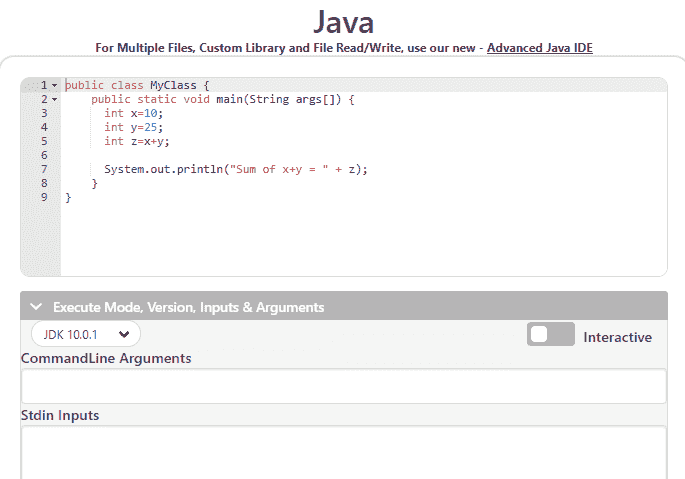 Java
For Multiple Files, Custom Library and File Read/Write, use our new - Advanced Java IDE
1 public class MyClass {
2 public static void main(String args[]) {
3 int x=10;
4 int y=25;
5 int z=x+y;
6
7 System.out.println("Sum of x+y = " + z);
8 }
9 }
Execute Mode, Version, Inputs & Arguments
JDK 10.0.1
Interactive
CommandLine Arguments
Stdin Inputs